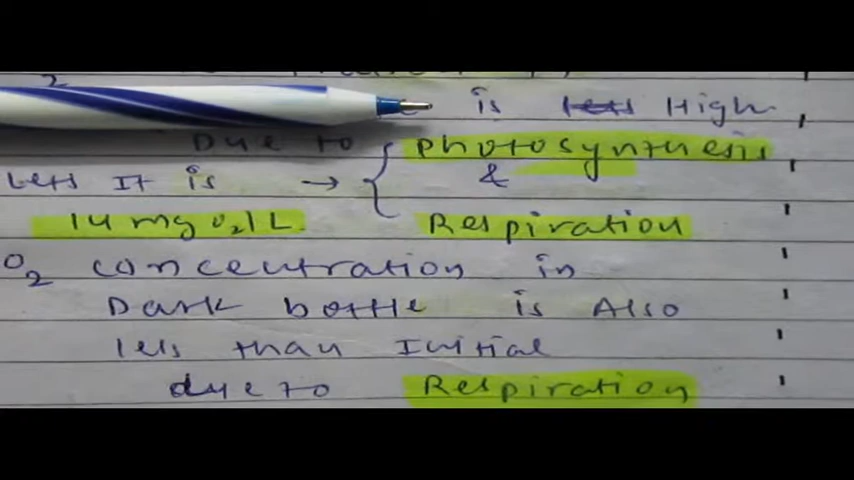 is less High
Due to photosynthesis
Lets It is → &
14 mg O₂/L Respiration
O₂ concentration in
Dark bottle is Also
less than Initial
due to Respiration